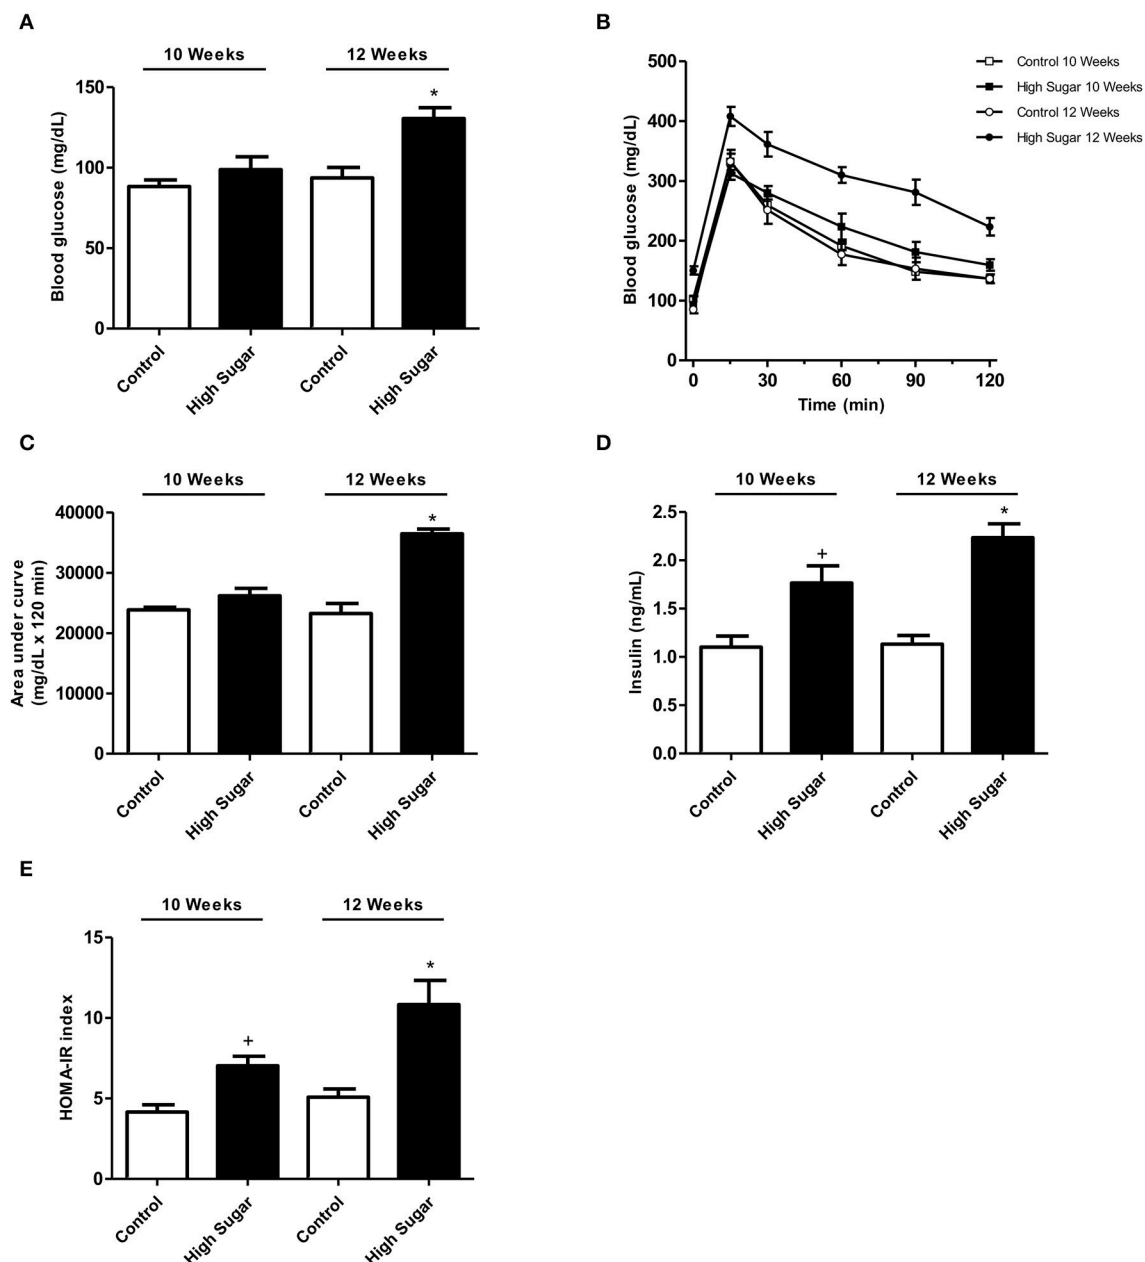 A
10 Weeks
12 Weeks
Blood glucose (mg/dL)
150
100
50
0
*
Control
High Sugar
Control
High Sugar
B
Blood glucose (mg/dL)
500
400
300
200
100
0
0
30
60
90
120
Time (min)
Control 10 Weeks
High Sugar 10 Weeks
Control 12 Weeks
High Sugar 12 Weeks
C
10 Weeks
12 Weeks
Area under curve
(mg/dL x 120 min)
40000
30000
20000
10000
0
*
Control
High Sugar
Control
High Sugar
D
10 Weeks
12 Weeks
Insulin (ng/mL)
2.5
2.0
1.5
1.0
0.5
0.0
+
*
Control
High Sugar
Control
High Sugar
E
10 Weeks
12 Weeks
HOMA-IR index
15
10
5
0
+
*
Control
High Sugar
Control
High Sugar